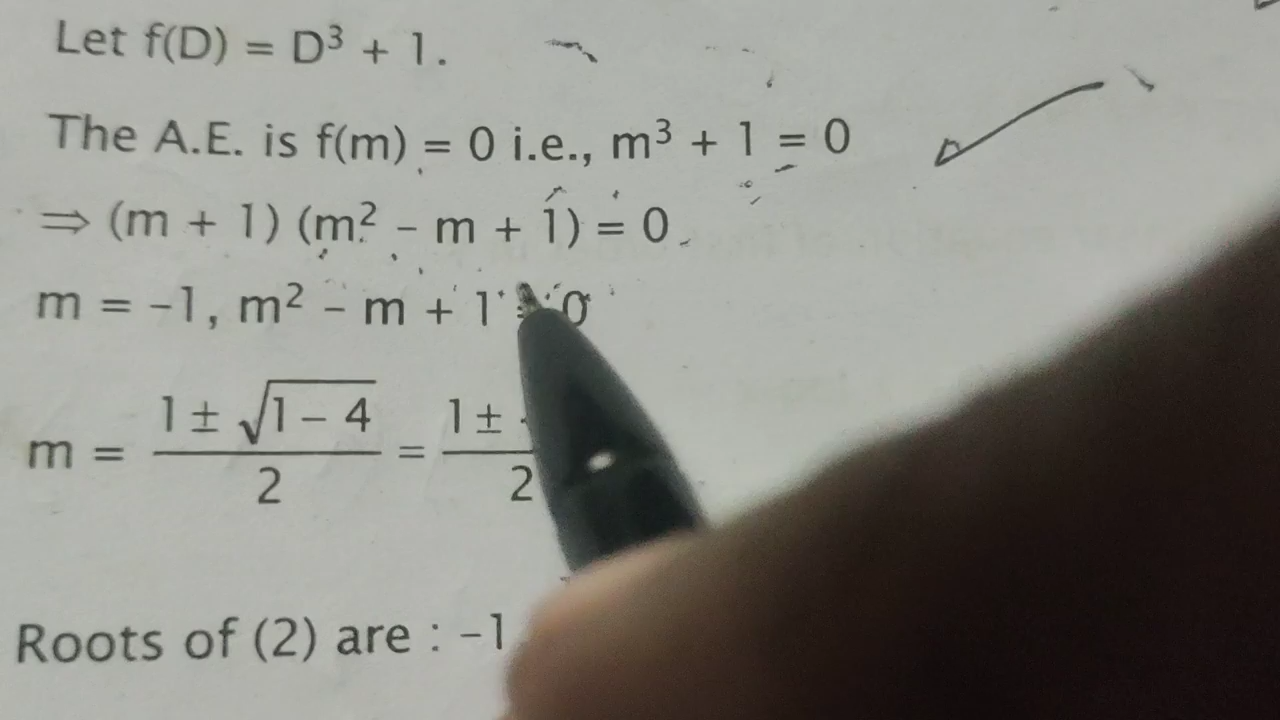 Let f(D) = D³ + 1.
The A.E. is f(m) = 0 i.e., m³ + 1 = 0
⇒ (m + 1) (m² – m + 1) = 0
m = –1, m² – m + 1 = 0
m = (1 ± √(1 – 4))/2 = (1 ±)/2
Roots of (2) are : –1